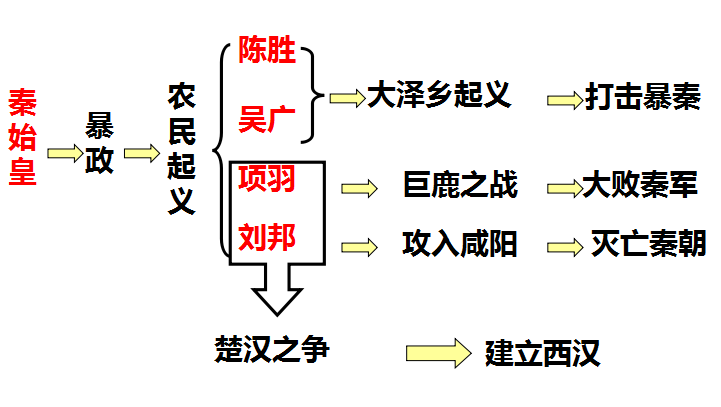 秦始皇
暴政
农民起义
陈胜
吴广
大泽乡起义
打击暴秦
项羽
巨鹿之战
大败秦军
刘邦
攻入咸阳
灭亡秦朝
楚汉之争
建立西汉